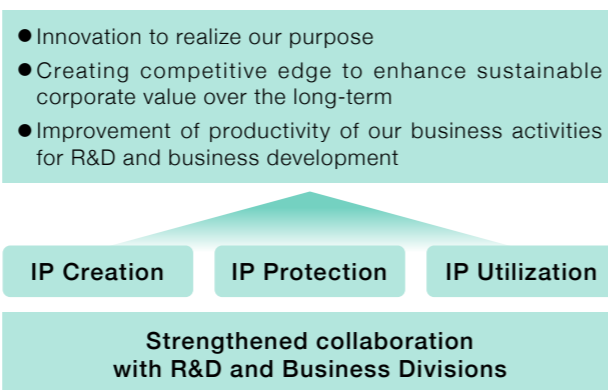 ● Innovation to realize our purpose
● Creating competitive edge to enhance sustainable
corporate value over the long-term
● Improvement of productivity of our business activities
for R&D and business development
IP Creation
IP Protection
IP Utilization
Strengthened collaboration
with R&D and Business Divisions